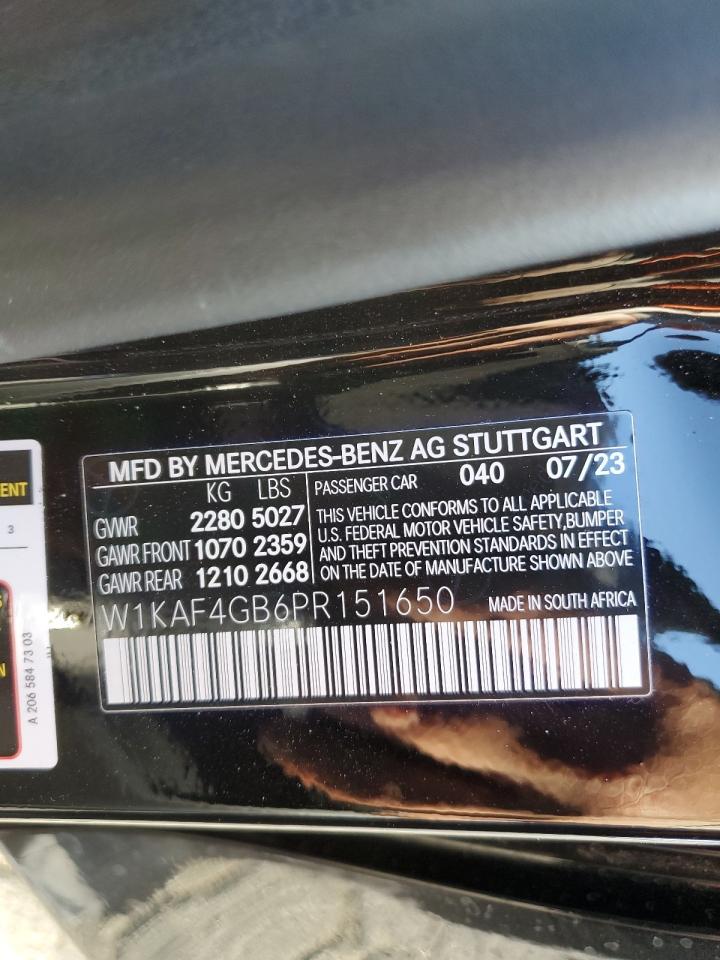 MFD BY MERCEDES-BENZ AG STUTTGART
KG LBS
GVWR 2280 5027
GAWR FRONT 1070 2359
GAWR REAR 1210 2668
PASSENGER CAR 040 07/23
THIS VEHICLE CONFORMS TO ALL APPLICABLE
U.S. FEDERAL MOTOR VEHICLE SAFETY,BUMPER
AND THEFT PREVENTION STANDARDS IN EFFECT
ON THE DATE OF MANUFACTURE SHOWN ABOVE
W1KAF4GB6PR151650 MADE IN SOUTH AFRICA
ENT
3
N
A 206 584 73 03